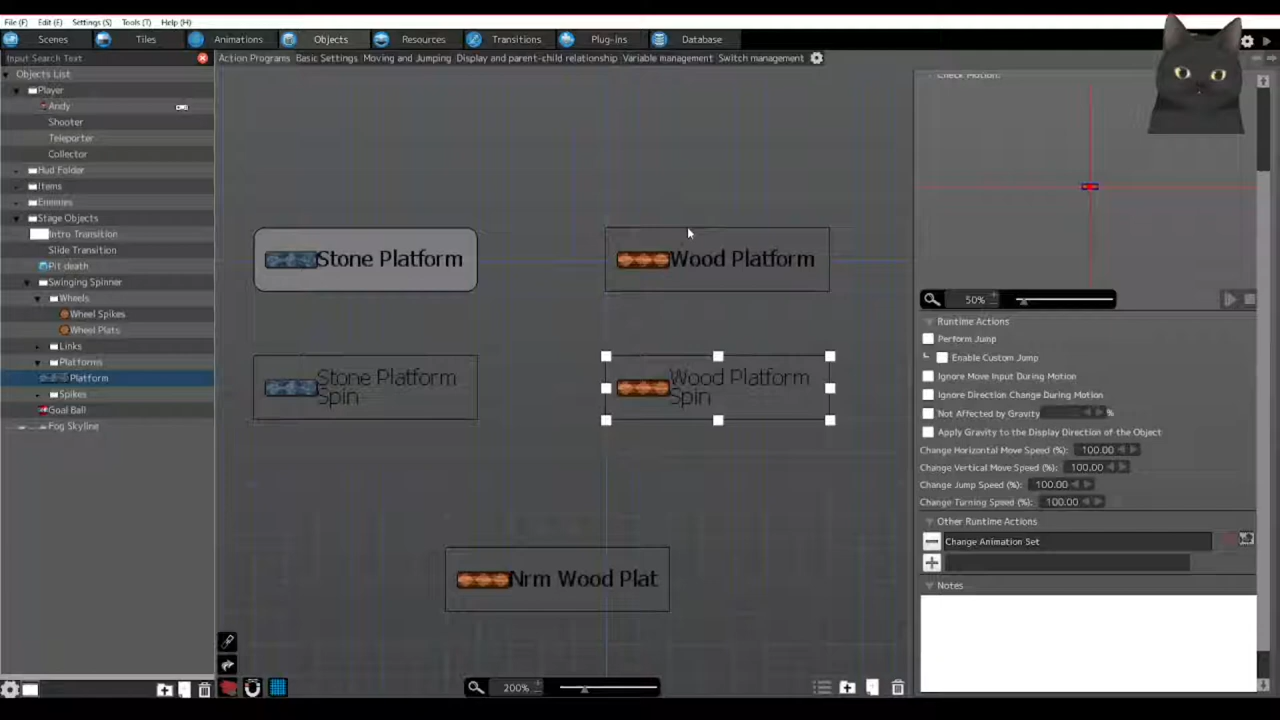 File (F) Edit (E) Settings (S) Tools (T) Help (H)
Scenes Tiles Animations Objects Resources Transitions Plug-ins Database
Input Search Text
Action Programs Basic Settings Moving and Jumping Display and parent-child relationship Variable management Switch management
Objects List
Player
Andy
Shooter
Teleporter
Collector
Hud Folder
Items
Enemies
Stage Objects
Intro Transition
Slide Transition
Pit death
Swinging Spinner
Wheels
Wheel Spikes
Wheel Plats
Links
Platforms
Platform
Spikes
Goal Ball
Fog Skyline
Stone Platform
Wood Platform
Stone Platform
Spin
Wood Platform
Spin
Nrm Wood Plat
200%
Check Motion:
50%
Runtime Actions
Perform Jump
Enable Custom Jump
Ignore Move Input During Motion
Ignore Direction Change During Motion
Not Affected by Gravity %
Apply Gravity to the Display Direction of the Object
Change Horizontal Move Speed (%): 100.00
Change Vertical Move Speed (%): 100.00
Change Jump Speed (%): 100.00
Change Turning Speed (%): 100.00
Other Runtime Actions
Change Animation Set
Notes